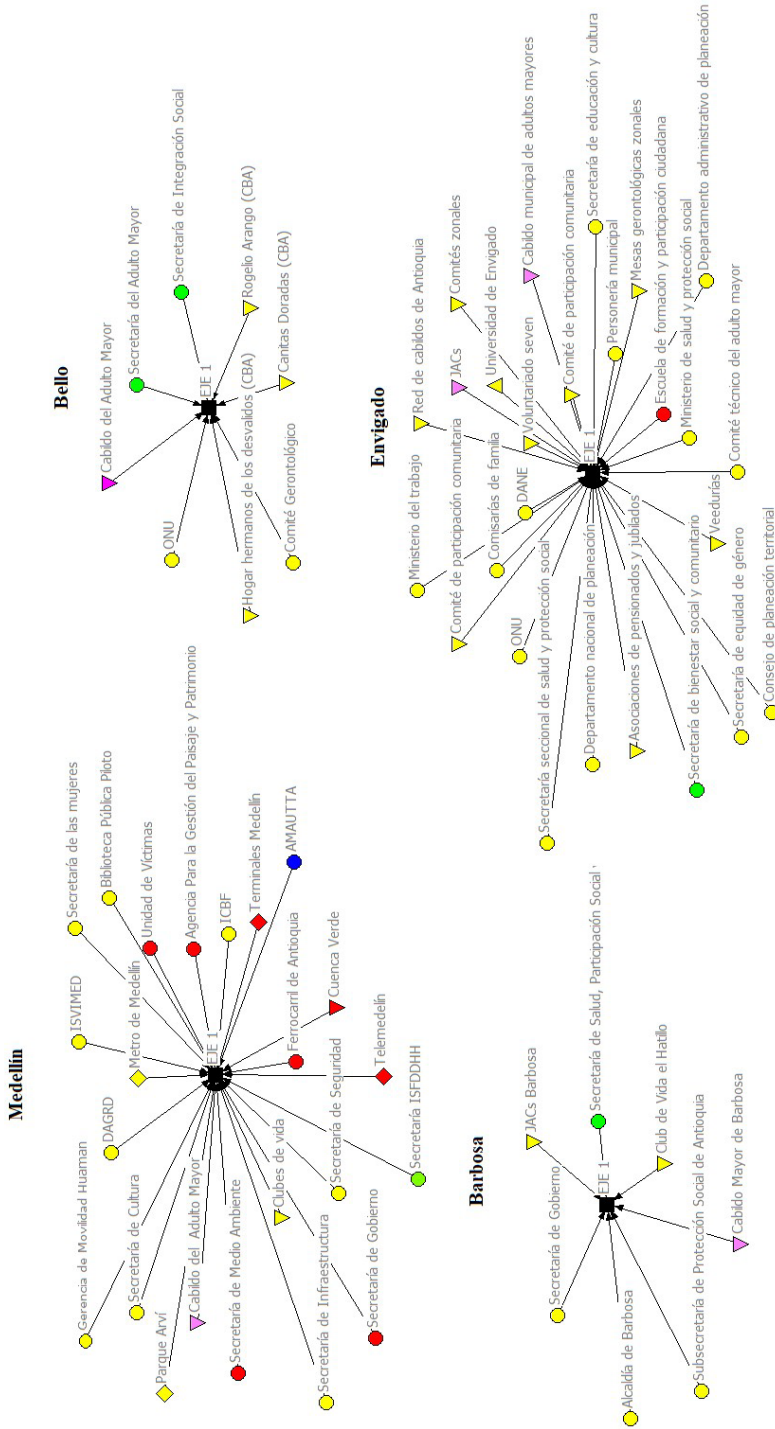 Medellín
Gerencia de Movilidad Huaman
DAGRD
ISVIMED
Secretaría de las mujeres
Biblioteca Pública Piloto
Secretaría de Cultura
Metro de Medellín
Unidad de Víctimas
Parque Arví
Agencia Para la Gestión del Paisaje y Patrimonio
Cabildo del Adulto Mayor
EJE 1
ICBF
Secretaría de Medio Ambiente
Terminales Medellín
Clubes de vida
Ferrocarril de Antioquia
AMAUTTA
Secretaría de Infraestructura
Secretaría de Seguridad
Cuenca Verde
Secretaría de Gobierno
Telemedellín
Secretaría ISFDDHH
Bello
Cabildo del Adulto Mayor
Secretaría del Adulto Mayor
Secretaría de Integración Social
ONU
EJE 1
Rogelio Arango (CBA)
Hogar hermanos de los desvalidos (CBA)
Canitas Doradas (CBA)
Comité Gerontológico
Barbosa
JACs Barbosa
Secretaría de Gobierno
Secretaría de Salud, Participación Social
EJE 1
Alcaldía de Barbosa
Club de Vida el Hatillo
Subsecretaría de Protección Social de Antioquia
Cabildo Mayor de Barbosa
Envigado
Ministerio del trabajo
Red de cabildos de Antioquia
Comité de participación comunitaria
JACs
Comités zonales
Comisarías de familia
Universidad de Envigado
ONU
DANE
Voluntariado seven
Cabildo municipal de adultos mayores
Secretaría seccional de salud y protección social
Comité de participación comunitaria
Departamento nacional de planeación
EJE 1
Secretaría de educación y cultura
Personería municipal
Asociaciones de pensionados y jubilados
Mesas gerontológicas zonales
Escuela de formación y participación ciudadana
Secretaría de bienestar social y comunitario
Ministerio de salud y protección social
Veedurías
Departamento administrativo de planeación
Secretaría de equidad de género
Comité técnico del adulto mayor
Consejo de planeación territorial